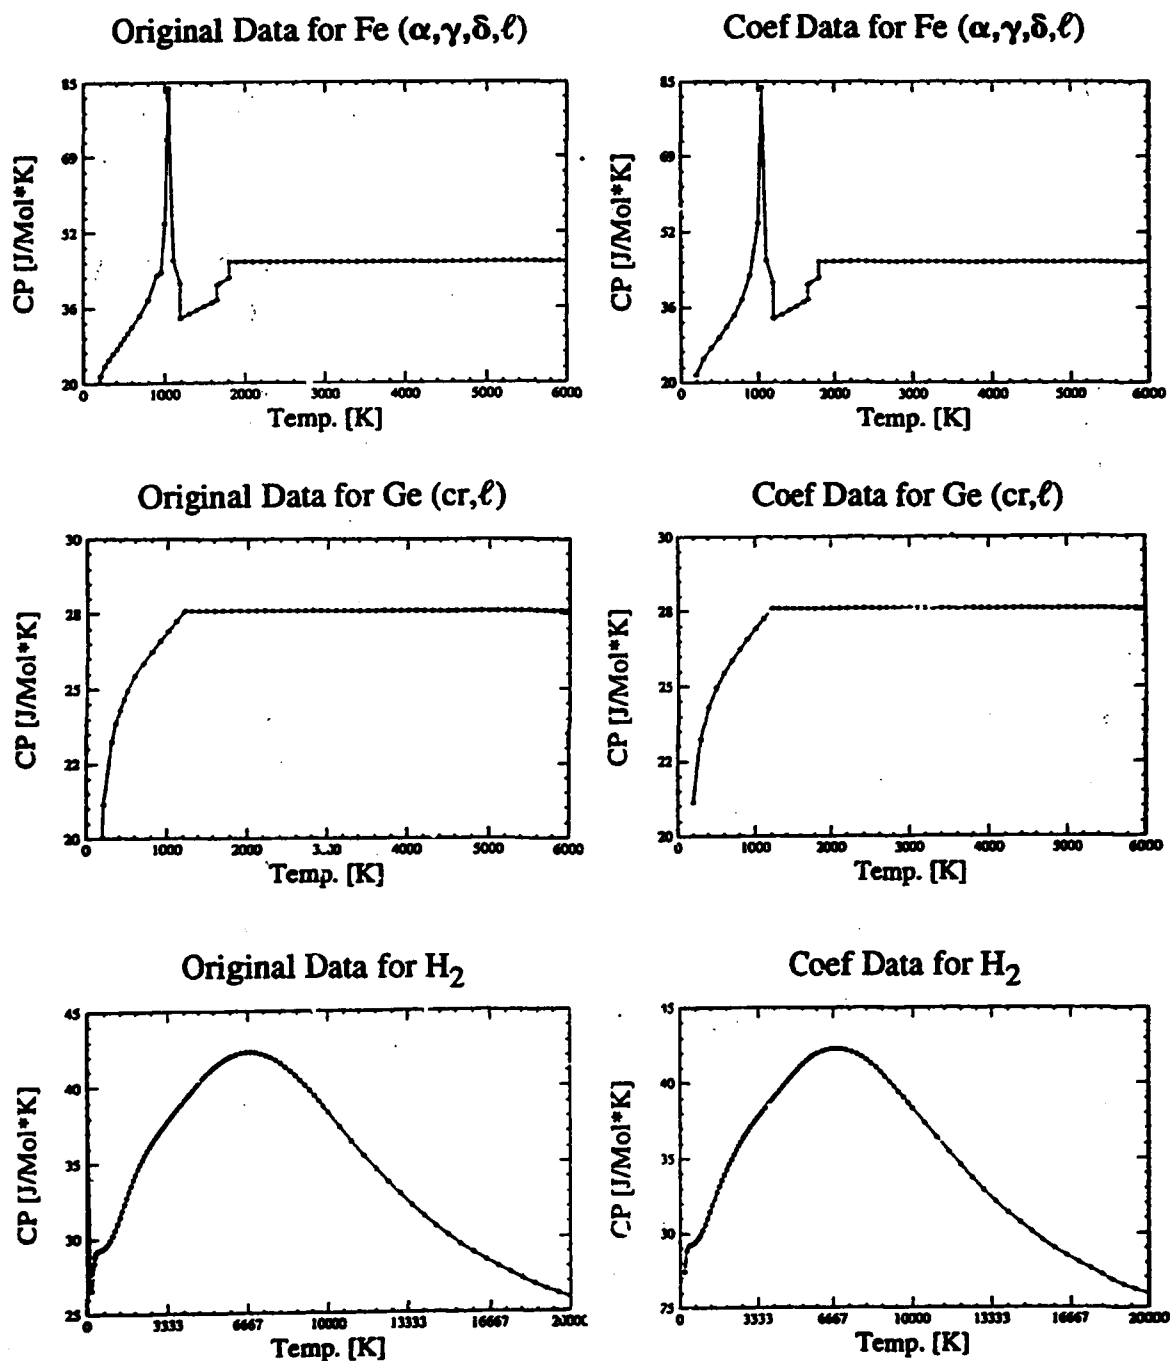 Original Data for Fe (α,γ,δ,ℓ)
Coef Data for Fe (α,γ,δ,ℓ)
85
69
52
36
20
CP [J/Mol*K]
0 1000 2000 3000 4000 5000 6000
Temp. [K]
85
69
52
36
20
CP [J/Mol*K]
0 1000 2000 3000 4000 5000 6000
Temp. [K]
Original Data for Ge (cr,ℓ)
Coef Data for Ge (cr,ℓ)
30
28
25
22
20
CP [J/Mol*K]
0 1000 2000 4000 5000 6000
Temp. [K]
30
28
25
22
20
CP [J/Mol*K]
0 1000 2000 3000 4000 5000 6000
Temp. [K]
Original Data for H2
Coef Data for H2
45
40
35
30
25
CP [J/Mol*K]
0 3333 6667 10000 13333 16667 20000
Temp. [K]
45
40
35
30
25
CP [J/Mol*K]
0 3333 6667 10000 13333 16667 20000
Temp. [K]